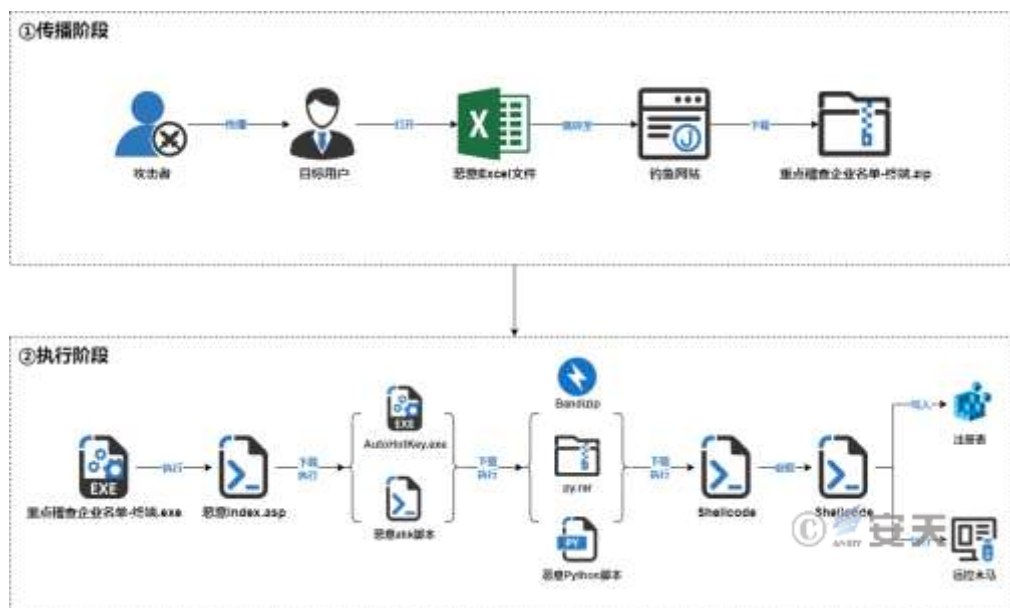 ①传播阶段
传播
打开
跳转至
下载
攻击者
目标用户
恶意Excel文件
钓鱼网站
重点稽查企业名单-终端.zip
②执行阶段
Bandizip
EXE
AutoHotKey.exe
写入
注册表
EXE
执行
下载
执行
下载
执行
py.rar
下载
执行
重点稽查企业名单-终端.exe
恶意index.asp
恶意ahk脚本
PY
恶意Python脚本
Shellcode
Shellcode
©安天
ANTIY
远控木马